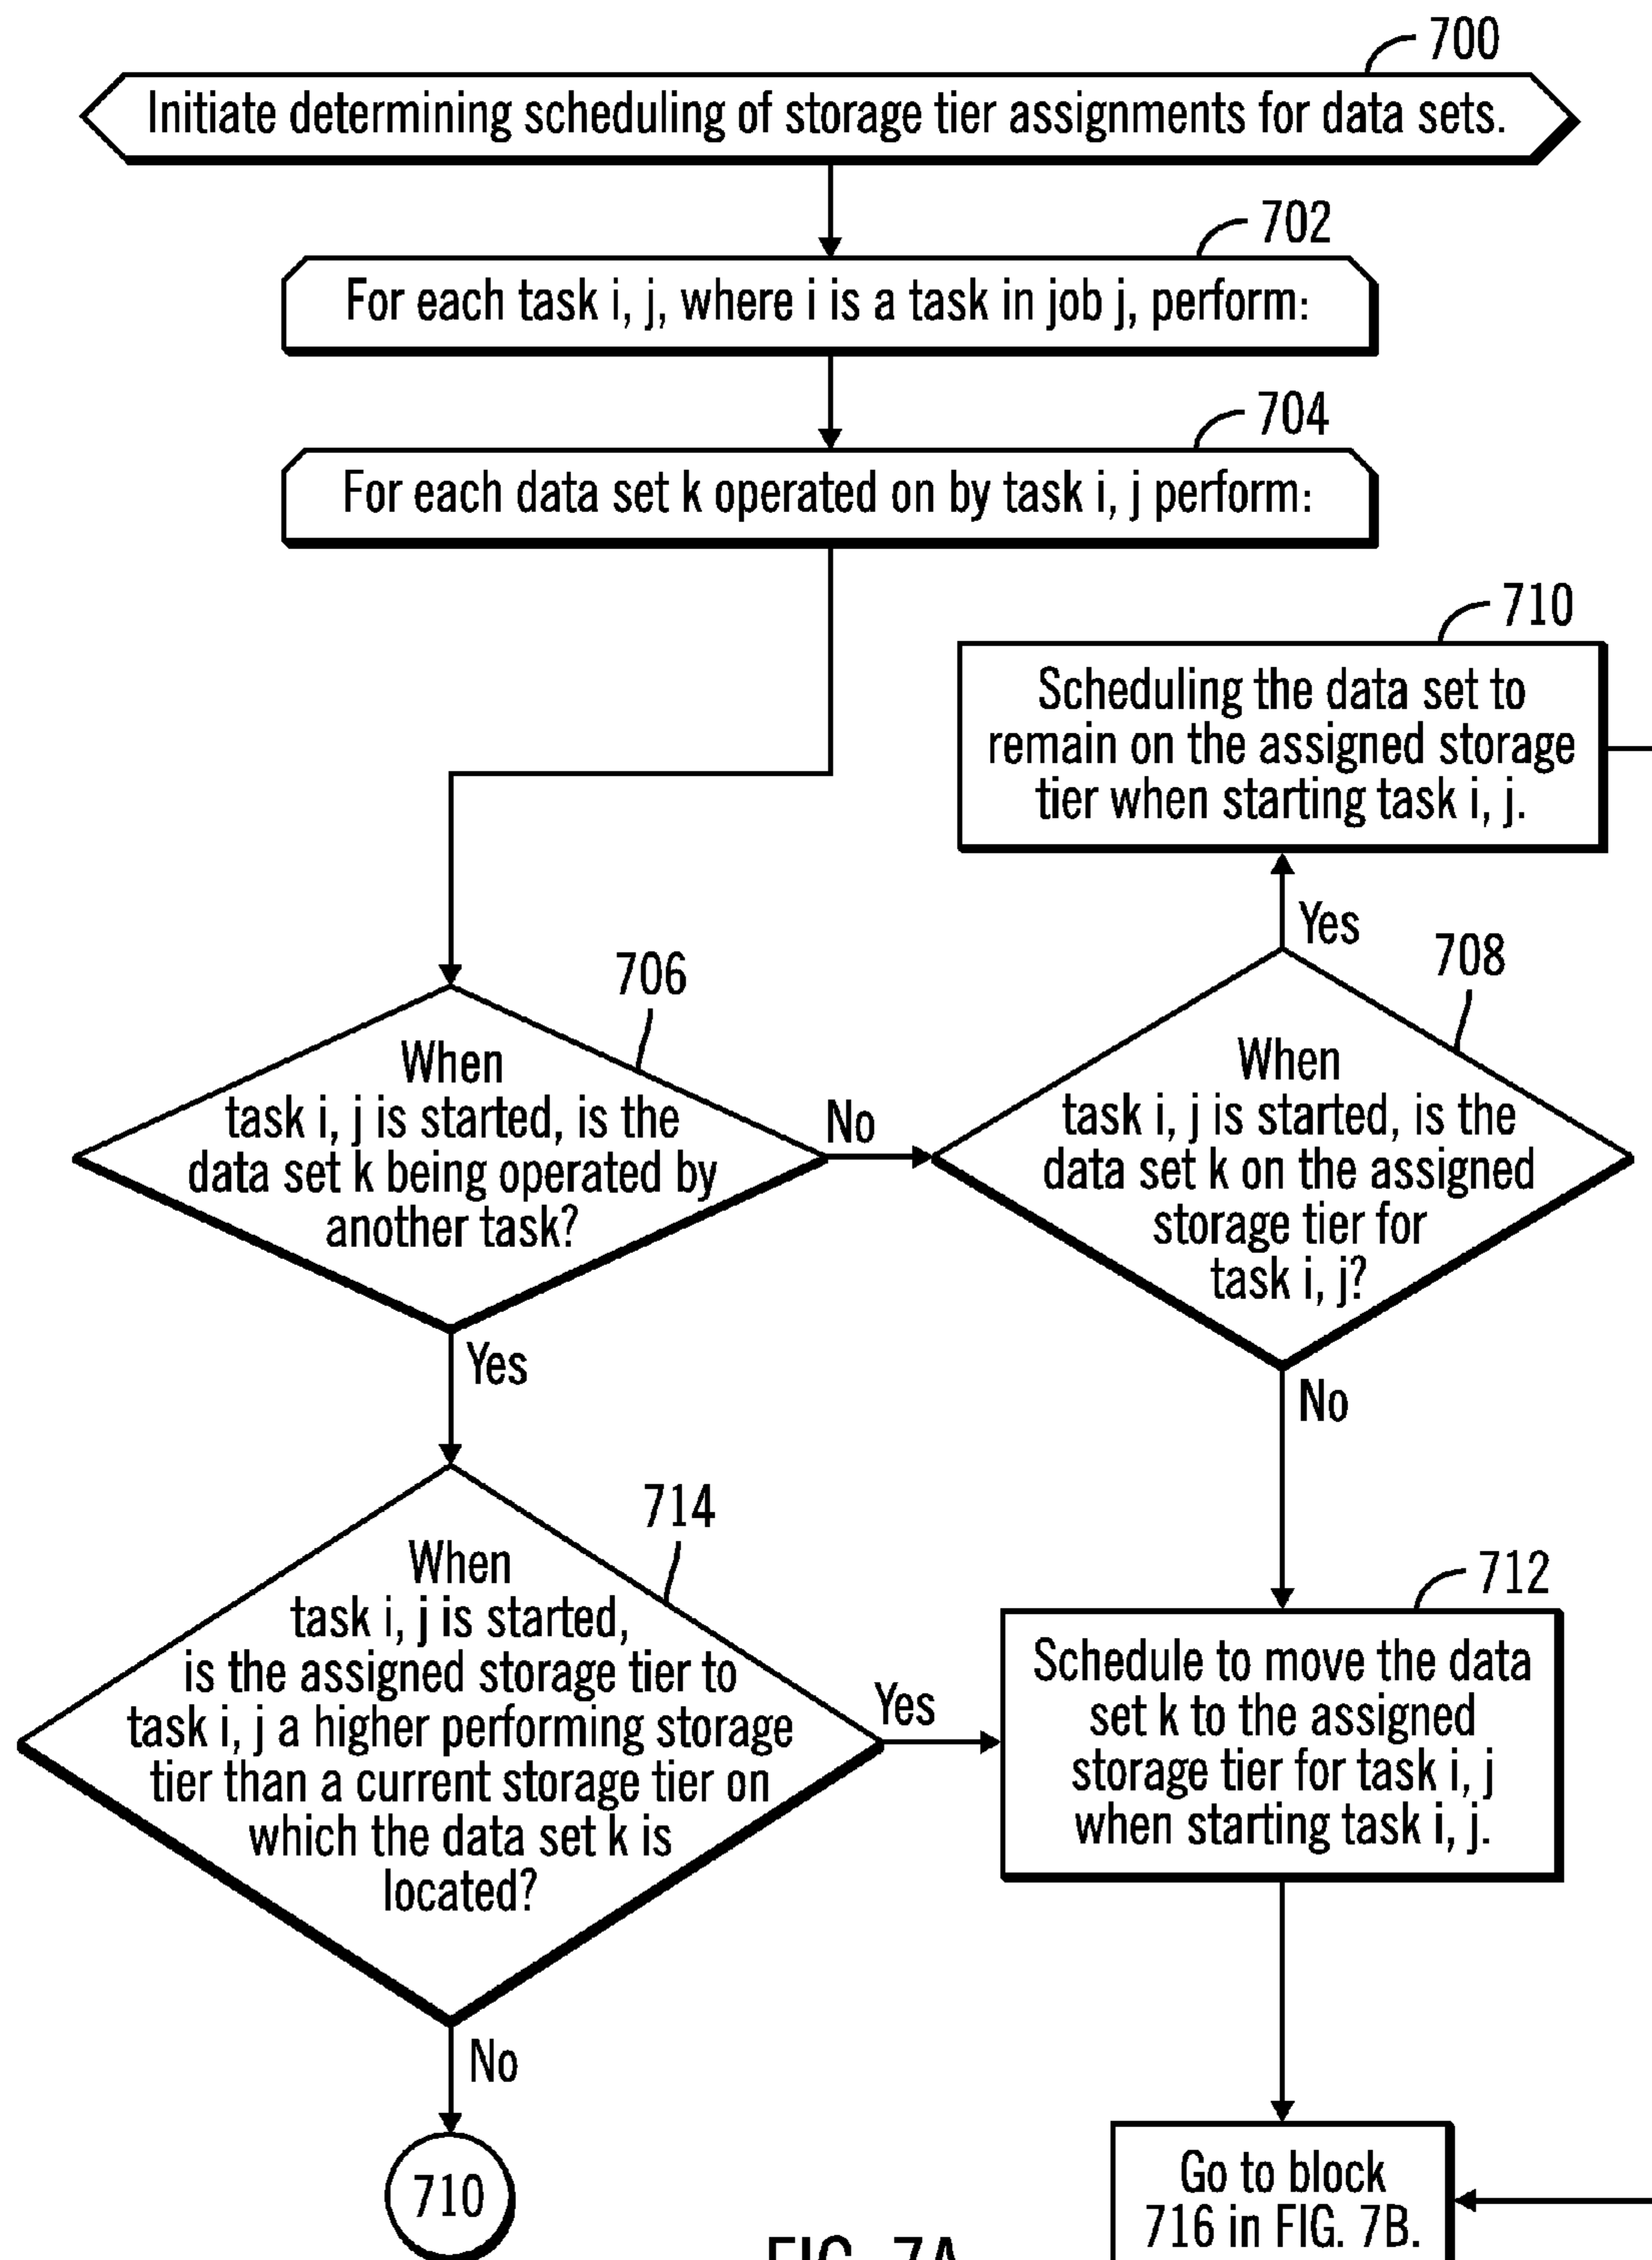 700
Initiate determining scheduling of storage tier assignments for data sets.
702
For each task i, j, where i is a task in job j, perform:
704
For each data set k operated on by task i, j perform:
710
Scheduling the data set to
remain on the assigned storage
tier when starting task i, j.
Yes
706
When
task i, j is started, is the
data set k being operated by
another task?
No
708
When
task i, j is started, is the
data set k on the assigned
storage tier for
task i, j?
Yes
No
714
When
task i, j is started,
is the assigned storage tier to
task i, j a higher performing storage
tier than a current storage tier on
which the data set k is
located?
Yes
712
Schedule to move the data
set k to the assigned
storage tier for task i, j
when starting task i, j.
No
710
Go to block
716 in FIG. 7B.
FIG. 7A